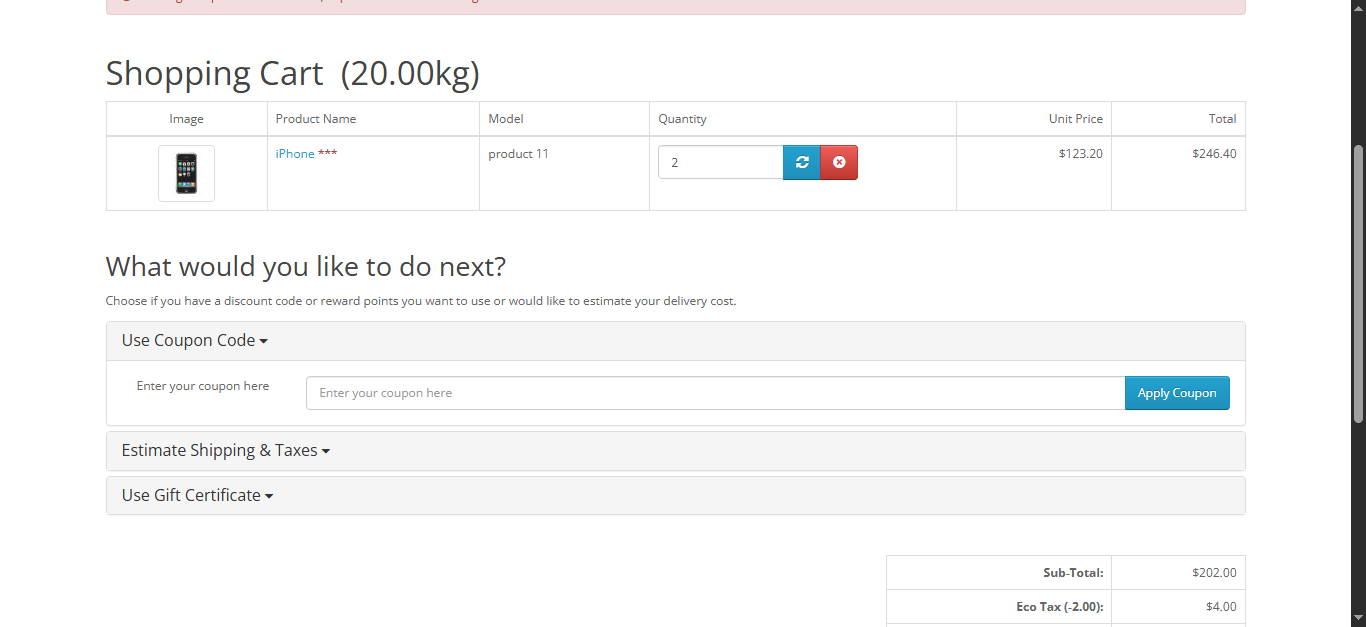 Shopping Cart (20.00kg)
Image Product Name Model Quantity Unit Price Total
iPhone *** product 11 2 $123.20 $246.40
What would you like to do next?
Choose if you have a discount code or reward points you want to use or would like to estimate your delivery cost.
Use Coupon Code
Enter your coupon here Enter your coupon here Apply Coupon
Estimate Shipping & Taxes
Use Gift Certificate
Sub-Total: $202.00
Eco Tax (-2.00): $4.00